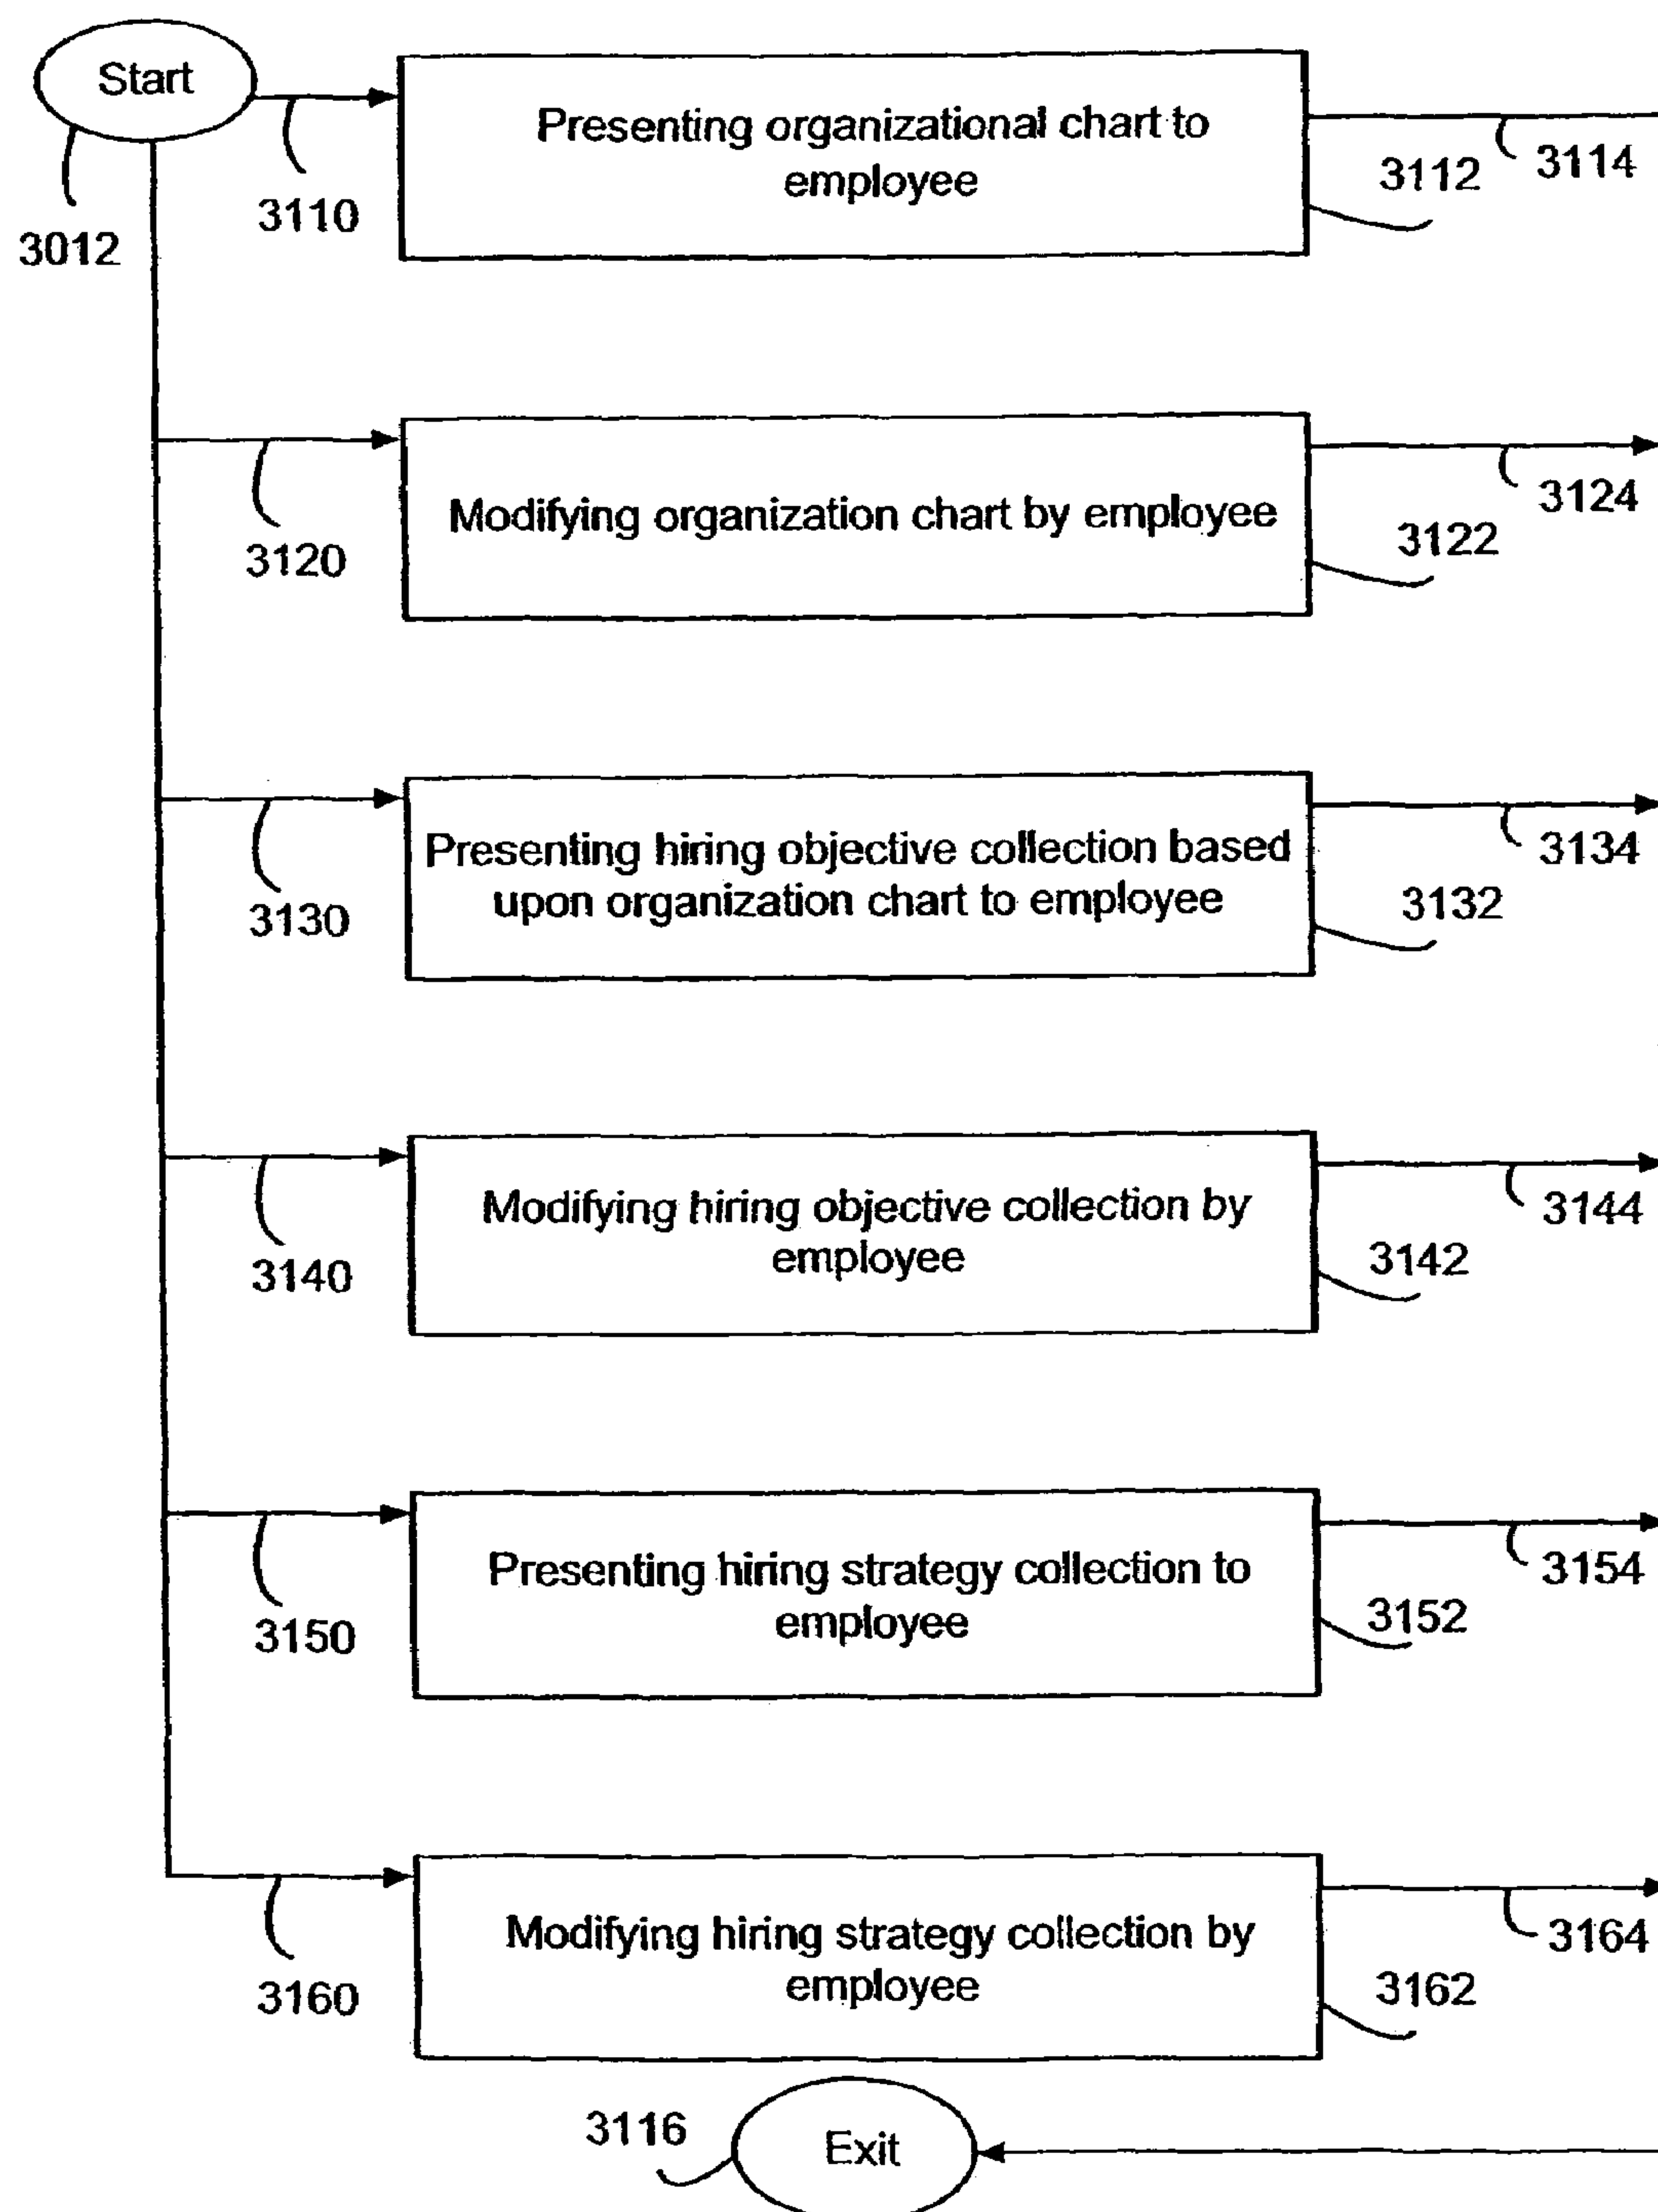 Start
Presenting organizational chart to
employee
3012
3110
3112
3114
Modifying organization chart by employee
3120
3122
3124
Presenting hiring objective collection based
upon organization chart to employee
3130
3132
3134
Modifying hiring objective collection by
employee
3140
3142
3144
Presenting hiring strategy collection to
employee
3150
3152
3154
Modifying hiring strategy collection by
employee
3160
3162
3164
3116
Exit